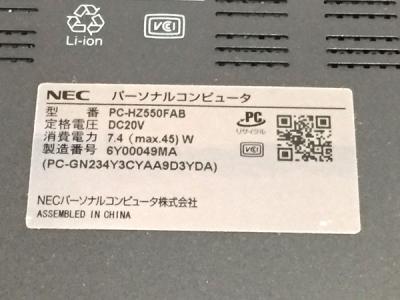 Li-ion
VCCI
NEC パーソナルコンピュータ
型 番 PC-HZ550FAB
定格電圧 DC20V
消費電力 7.4 (max.45) W
製造番号 6Y00049MA
(PC-GN234Y3CYAA9D3YDA)
PC
リサイクル
VCCI
NECパーソナルコンピュータ株式会社
ASSEMBLED IN CHINA